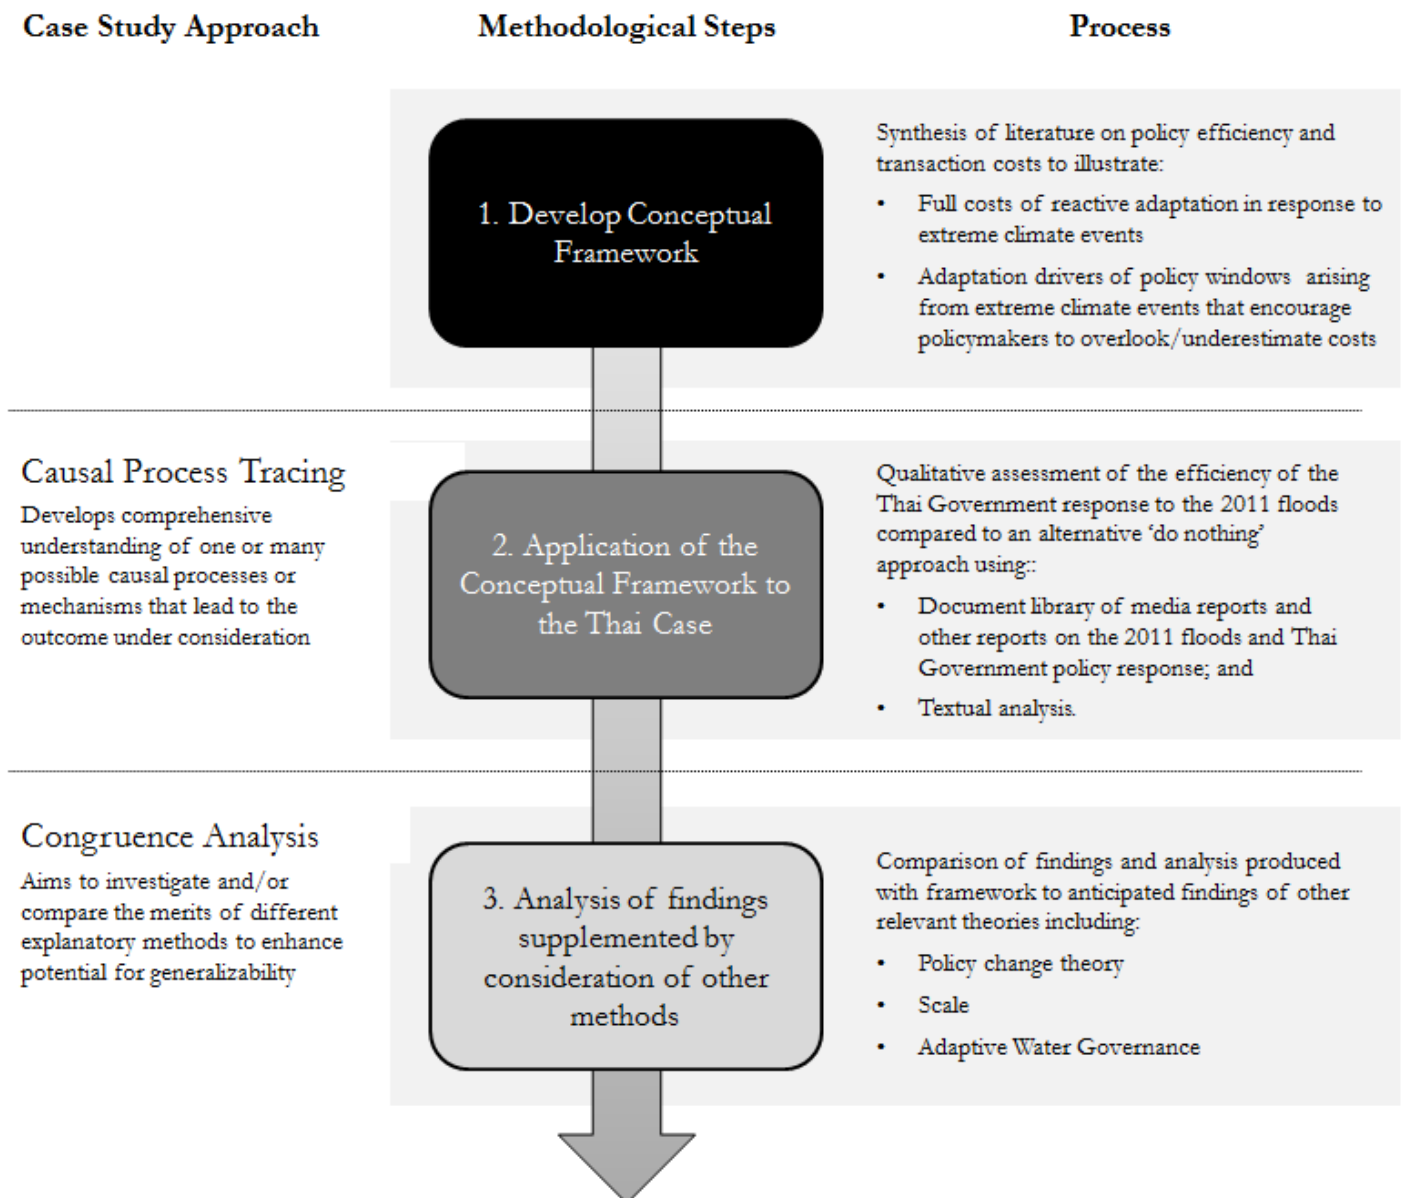 Case Study Approach
Methodological Steps
Process
1. Develop Conceptual
Framework
Synthesis of literature on policy efficiency and
transaction costs to illustrate:
• Full costs of reactive adaptation in response to
extreme climate events
• Adaptation drivers of policy windows arising
from extreme climate events that encourage
policymakers to overlook/underestimate costs
Causal Process Tracing
Develops comprehensive
understanding of one or many
possible causal processes or
mechanisms that lead to the
outcome under consideration
2. Application of the
Conceptual Framework to
the Thai Case
Qualitative assessment of the efficiency of the
Thai Government response to the 2011 floods
compared to an alternative ‘do nothing’
approach using::
• Document library of media reports and
other reports on the 2011 floods and Thai
Government policy response; and
• Textual analysis.
Congruence Analysis
Aims to investigate and/or
compare the merits of different
explanatory methods to enhance
potential for generalizability
3. Analysis of findings
supplemented by
consideration of other
methods
Comparison of findings and analysis produced
with framework to anticipated findings of other
relevant theories including:
• Policy change theory
• Scale
• Adaptive Water Governance